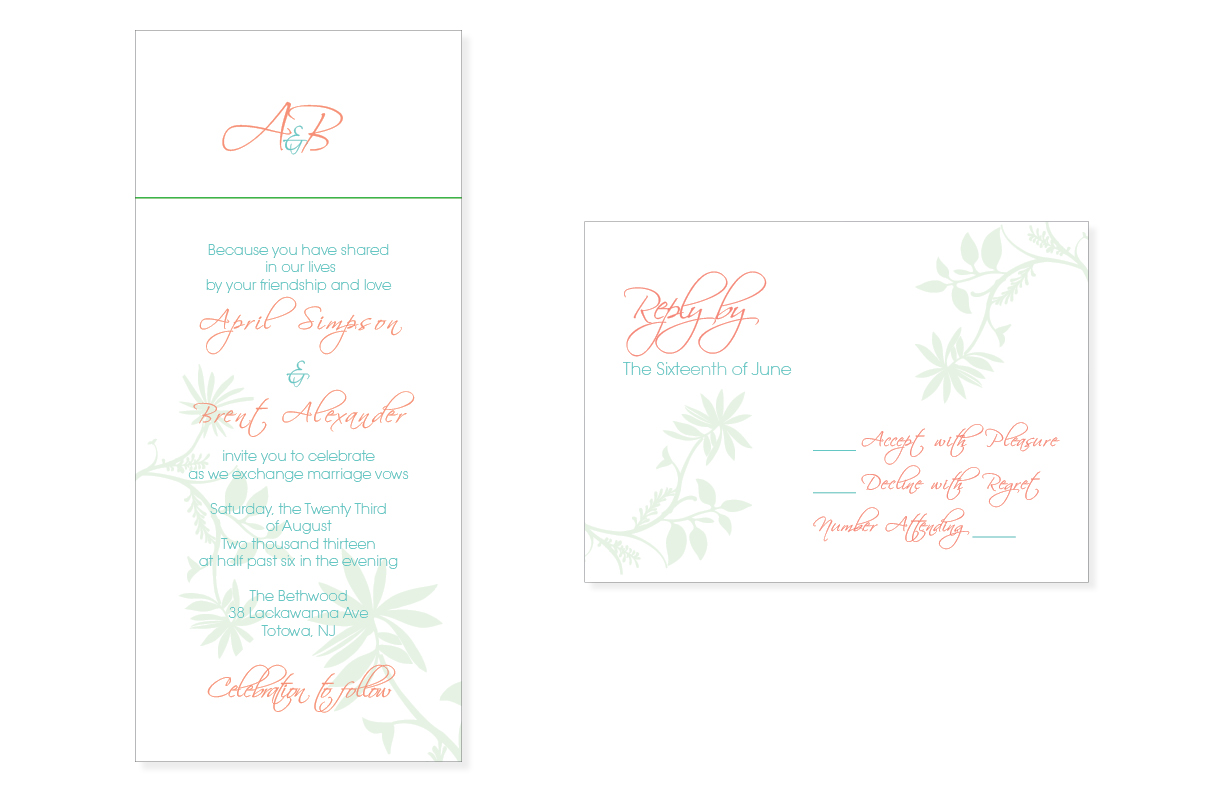 A&B
Because you have shared
in our lives
by your friendship and love
April Simpson
&
Brent Alexander
invite you to celebrate
as we exchange marriage vows
Saturday, the Twenty Third
of August
Two thousand thirteen
at half past six in the evening
The Bethwood
38 Lackawanna Ave
Totowa, NJ
Celebration to follow
Reply by
The Sixteenth of June
____ Accept with Pleasure
____ Decline with Regret
Number Attending ____